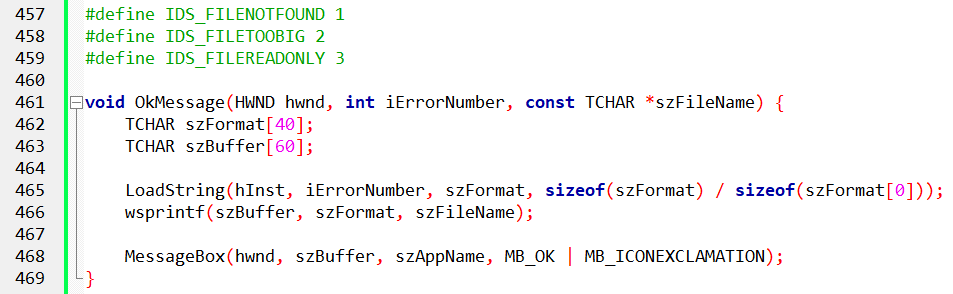 457 #define IDS_FILENOTFOUND 1
458 #define IDS_FILETOOBIG 2
459 #define IDS_FILEREADONLY 3
460
461 void OkMessage(HWND hwnd, int iErrorNumber, const TCHAR *szFileName) {
462     TCHAR szFormat[40];
463     TCHAR szBuffer[60];
464
465     LoadString(hInst, iErrorNumber, szFormat, sizeof(szFormat) / sizeof(szFormat[0]));
466     wsprintf(szBuffer, szFormat, szFileName);
467
468     MessageBox(hwnd, szBuffer, szAppName, MB_OK | MB_ICONEXCLAMATION);
469 }